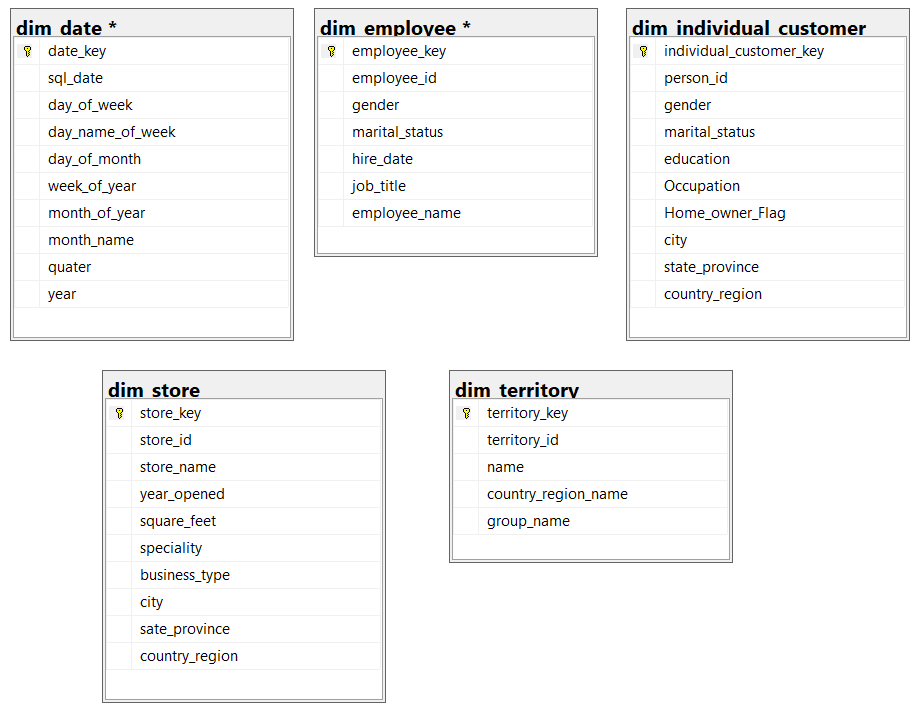 dim_date *
date_key
sql_date
day_of_week
day_name_of_week
day_of_month
week_of_year
month_of_year
month_name
quater
year
dim_employee *
employee_key
employee_id
gender
marital_status
hire_date
job_title
employee_name
dim_individual_customer
individual_customer_key
person_id
gender
marital_status
education
Occupation
Home_owner_Flag
city
state_province
country_region
dim_store
store_key
store_id
store_name
year_opened
square_feet
speciality
business_type
city
sate_province
country_region
dim_territory
territory_key
territory_id
name
country_region_name
group_name